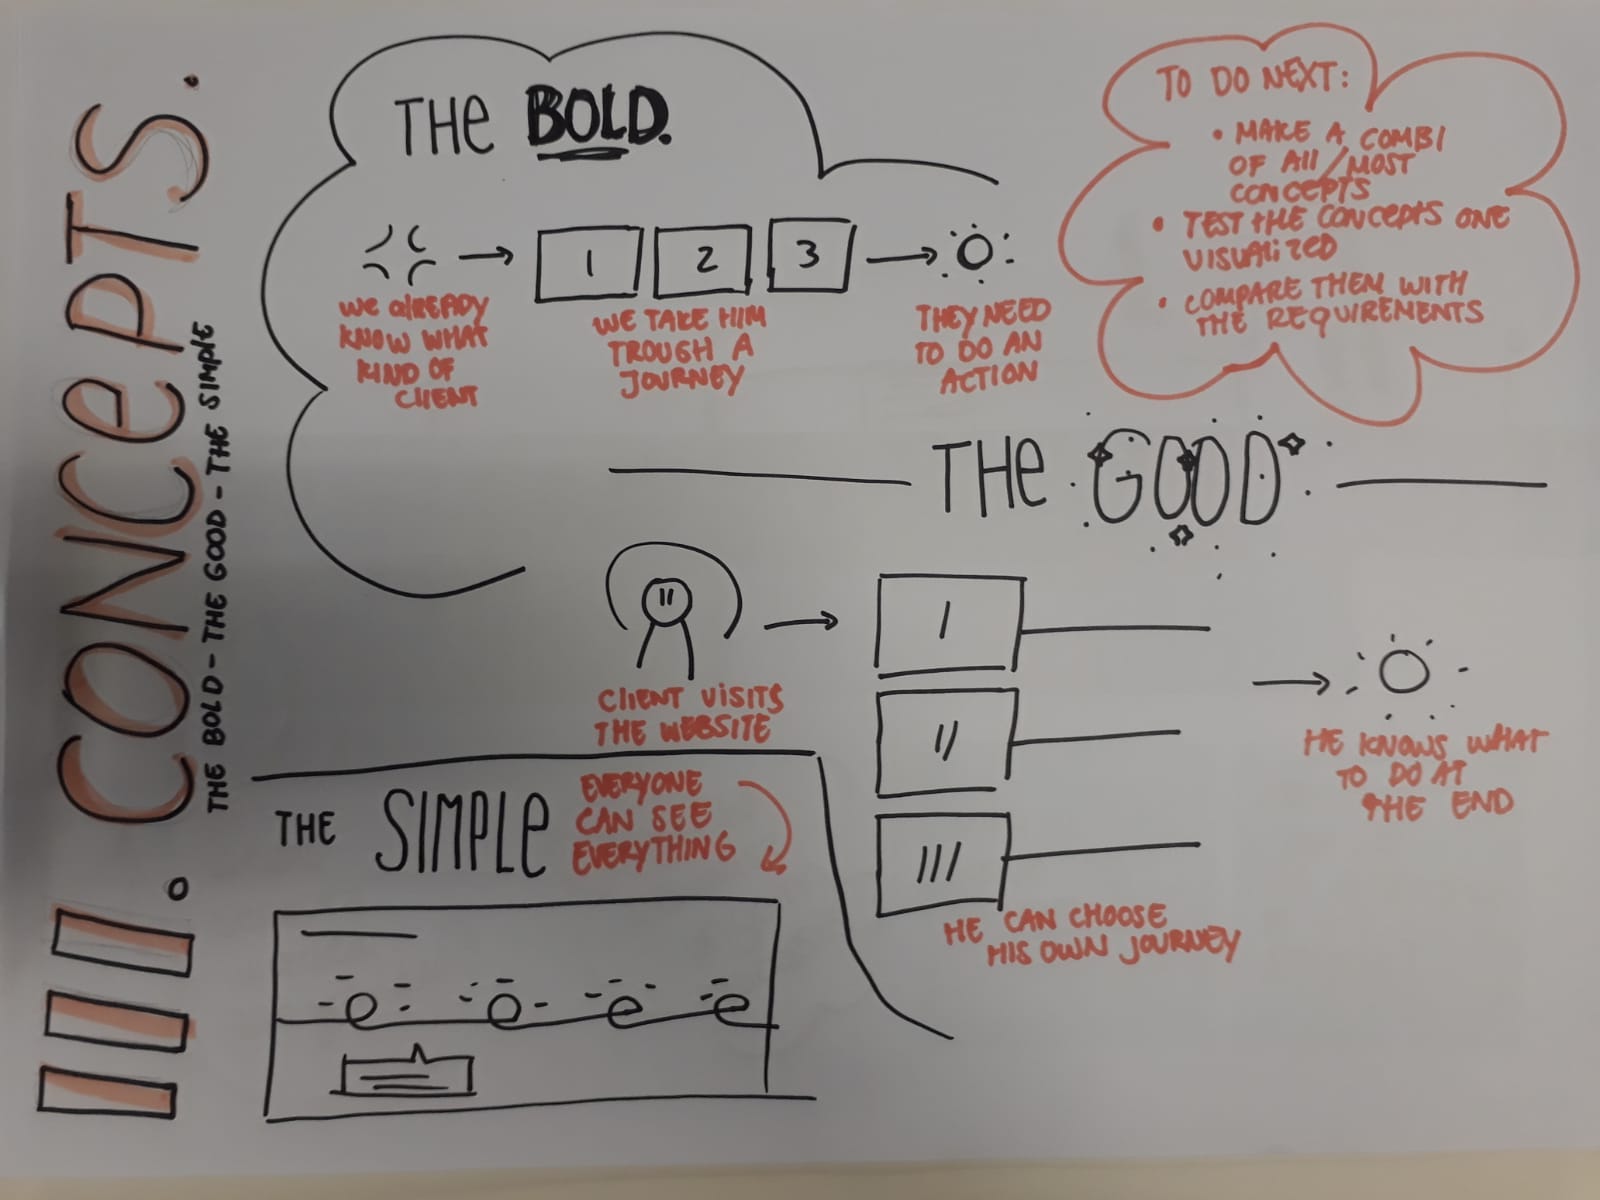 III. CONCEPTS.
THE BOLD - THE GOOD - THE SIMPLE
THE BOLD.
1 2 3
WE ALREADY
KNOW WHAT
KIND OF
CLIENT
WE TAKE HIM
TROUGH A
JOURNEY
THEY NEED
TO DO AN
ACTION
TO DO NEXT:
• MAKE A COMBI
OF All/MOST
CONCEPTS
• TEST THE CONCEPTS ONE
VISUALIZED
• COMPARE THEM WITH
THE REQUIREMENTS
THE GOOD
CLIENT VISITS
THE WEBSITE
I
II
III
HE CAN CHOOSE
HIS OWN JOURNEY
HE KNOWS WHAT
TO DO AT
THE END
THE SIMPLE
EVERYONE
CAN SEE
EVERYTHING